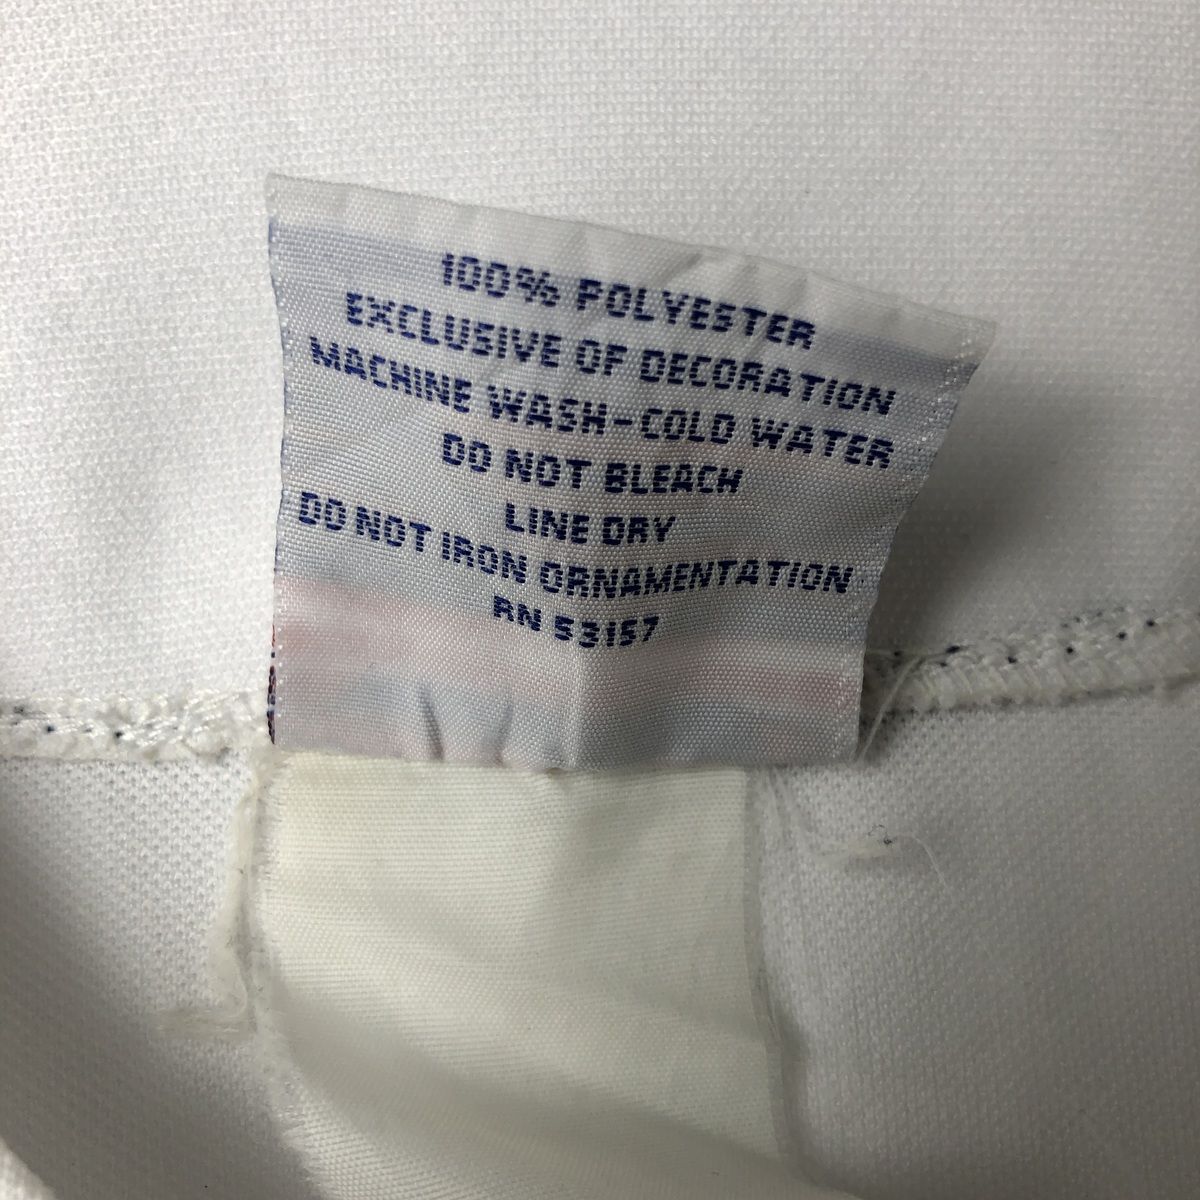 100% POLYESTER
EXCLUSIVE OF DECORATION
MACHINE WASH-COLD WATER
DO NOT BLEACH
LINE DRY
DO NOT IRON ORNAMENTATION
RN 53157